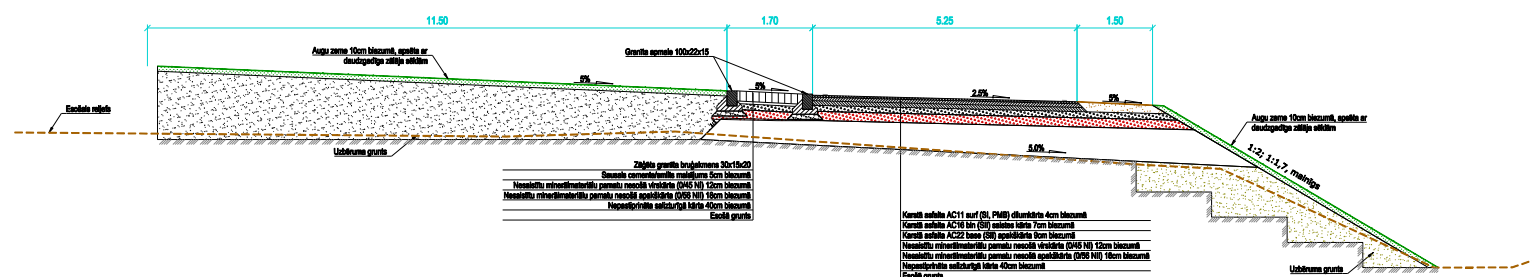 11.50
1.70
5.25
1.50
Augu zeme 10cm biezumā, apsēta ar
daudzgadīga zālāja sēklām
Granīta apmale 100x22x15
5%
5%
2.5%
5%
Esošais reljefs
Augu zeme 10cm biezumā, apsēta ar
daudzgadīga zālāja sēklām
Uzbēruma grunts
5.0%
1:2; 1:1,7, mainīgs
Zāģēts granīta bruģakmens 30x15x20
Sausais cementa/smilts maisījums 5cm biezumā
Nesaistītu minerālmateriālu pamatu nesošā virskārta (0/45 NI) 12cm biezumā
Nesaistītu minerālmateriālu pamatu nesošā apakškārta (0/56 NII) 18cm biezumā
Nepastiprināta salizturīgā kārta 40cm biezumā
Esošā grunts
Karstā asfalta AC11 surf (SI, PMB) dilumkārta 4cm biezumā
Karstā asfalta AC16 bin (SII) saistes kārta 7cm biezumā
Karstā asfalta AC22 base (SII) apakškārta 9cm biezumā
Nesaistītu minerālmateriālu pamatu nesošā virskārta (0/45 NI) 12cm biezumā
Nesaistītu minerālmateriālu pamatu nesošā apakškārta (0/56 NII) 18cm biezumā
Nepastiprināta salizturīgā kārta 40cm biezumā
Esošā grunts
Uzbēruma grunts